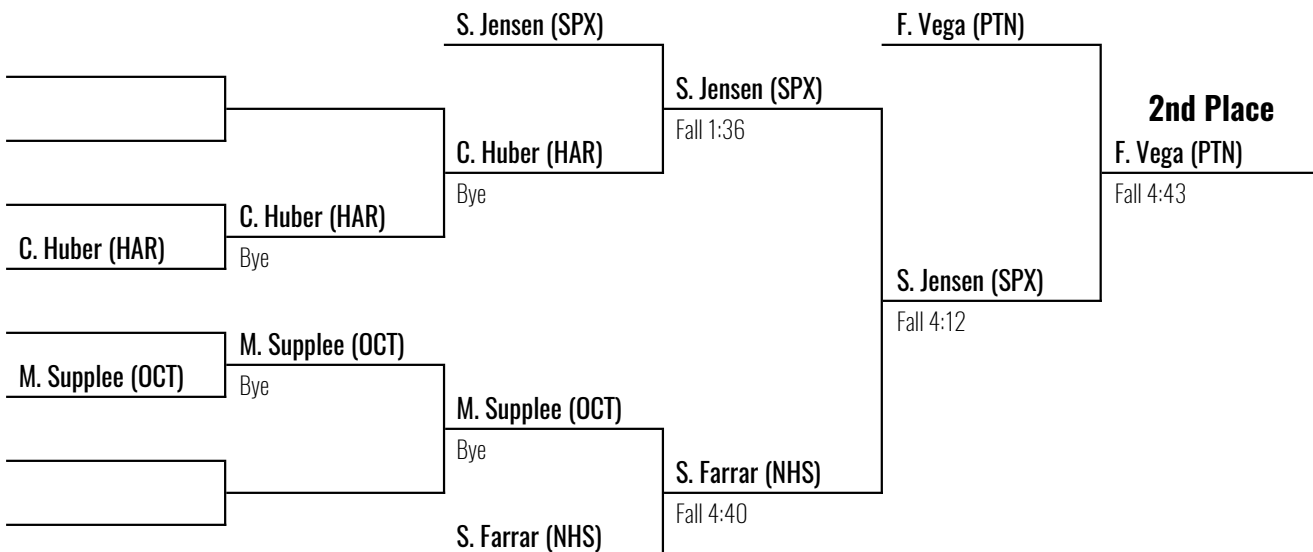 S. Jensen (SPX)
F. Vega (PTN)
S. Jensen (SPX)
Fall 1:36
2nd Place
C. Huber (HAR)
Bye
F. Vega (PTN)
Fall 4:43
C. Huber (HAR)
Bye
C. Huber (HAR)
S. Jensen (SPX)
Fall 4:12
M. Supplee (OCT)
Bye
M. Supplee (OCT)
M. Supplee (OCT)
Bye
S. Farrar (NHS)
Fall 4:40
S. Farrar (NHS)